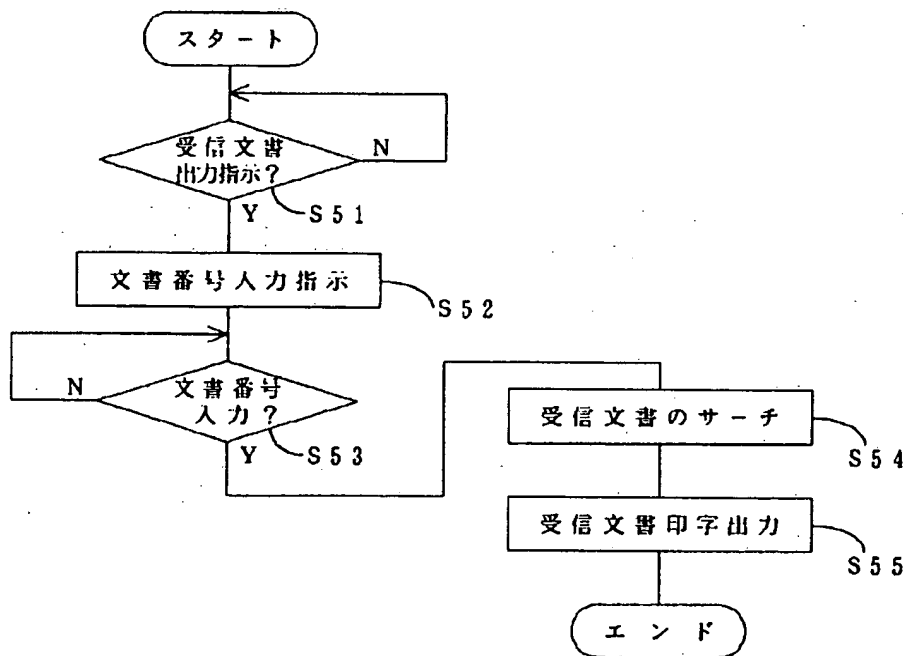 スタート
受信文書
出力指示?
N
Y
S51
文書番号入力指示
S52
文書番号
入力?
N
Y
S53
受信文書のサーチ
S54
受信文書印字出力
S55
エンド